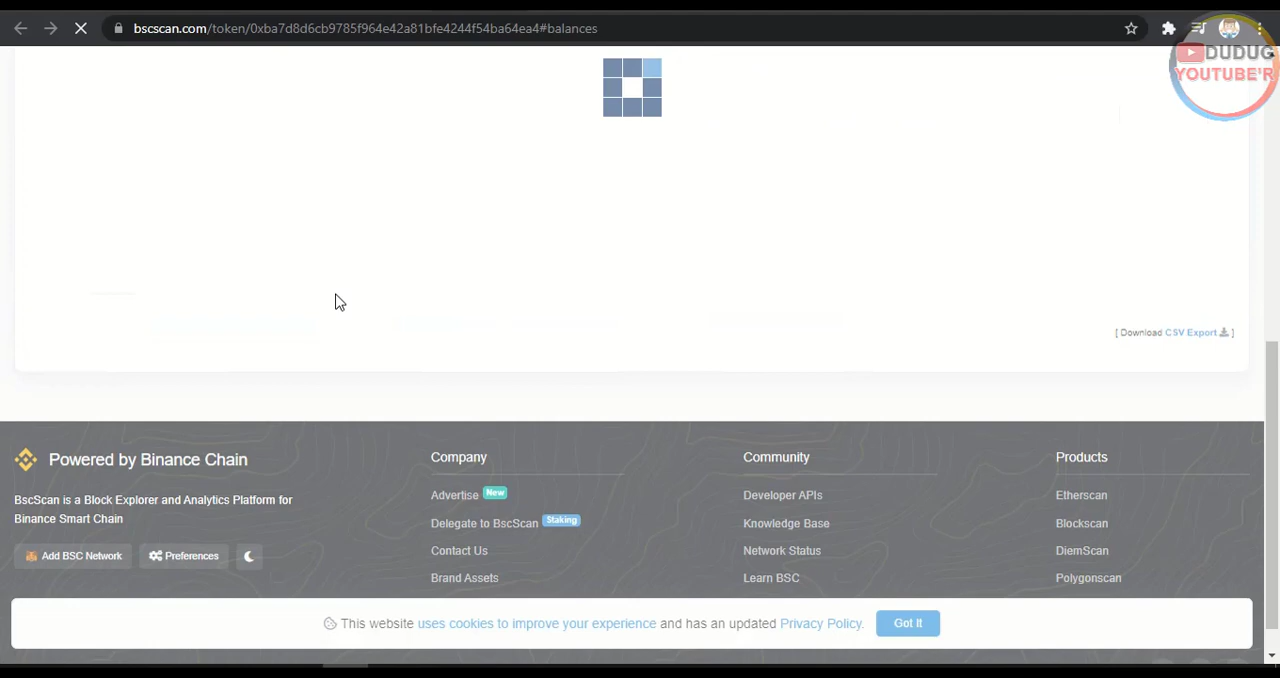 bscscan.com/token/0xba7d8d6cb9785f964e42a81bfe4244f54ba64ea4#balances
DUDUG
YOUTUBE'R
[ Download CSV Export ]
Powered by Binance Chain
BscScan is a Block Explorer and Analytics Platform for
Binance Smart Chain
Add BSC Network
Preferences
Company
Advertise New
Delegate to BscScan Staking
Contact Us
Brand Assets
Community
Developer APIs
Knowledge Base
Network Status
Learn BSC
Products
Etherscan
Blockscan
DiemScan
Polygonscan
This website uses cookies to improve your experience and has an updated Privacy Policy.
Got It